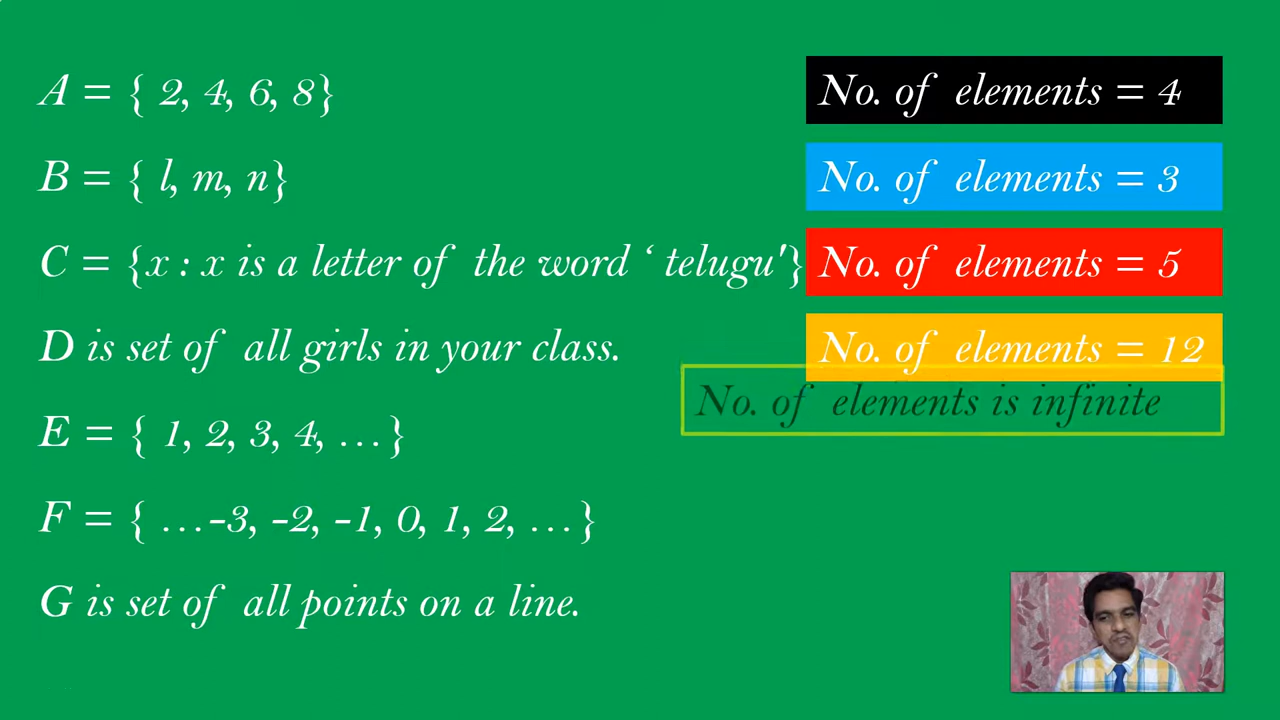 A = { 2, 4, 6, 8}
No. of elements = 4
B = { l, m, n}
No. of elements = 3
C = {x : x is a letter of the word ‘ telugu'}
No. of elements = 5
D is set of all girls in your class.
No. of elements = 12
No. of elements is infinite
E = { 1, 2, 3, 4, ...}
F = { ...-3, -2, -1, 0, 1, 2, ...}
G is set of all points on a line.